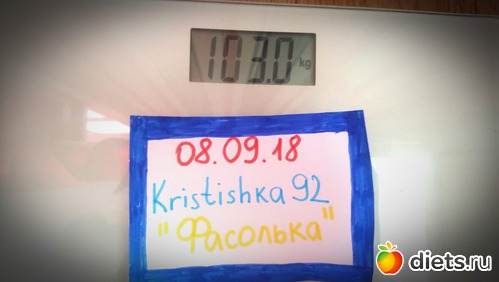 103.0 kg
08.09.18
Kristishka 92
"Фасолька"
diets.ru